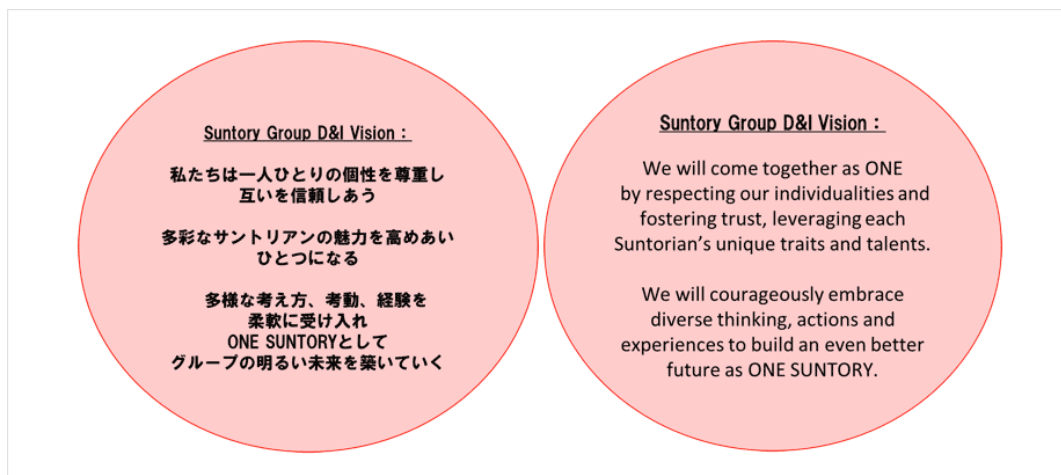 Suntory Group D&I Vision：
私たちは一人ひとりの個性を尊重し
互いを信頼しあう
多彩なサントリアンの魅力を高めあい
ひとつになる
多様な考え方、考動、経験を
柔軟に受け入れ
ONE SUNTORYとして
グループの明るい未来を築いていく
Suntory Group D&I Vision：
We will come together as ONE
by respecting our individualities and
fostering trust, leveraging each
Suntorian’s unique traits and talents.
We will courageously embrace
diverse thinking, actions and
experiences to build an even better
future as ONE SUNTORY.